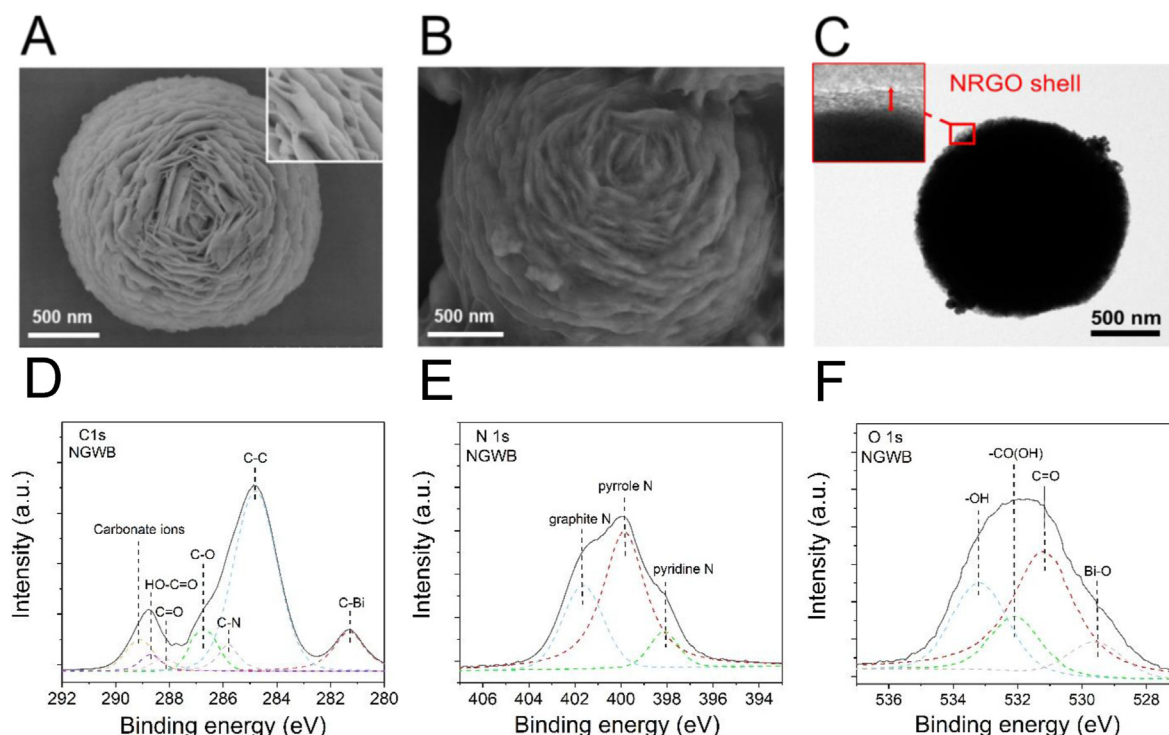 A
B
C
500 nm
500 nm
NRGO shell
500 nm
D
E
F
C1s
NGWB
C-C
Carbonate ions
C-O
HO-C=O
C=O
C-N
C-Bi
Intensity (a.u.)
292 290 288 286 284 282 280
Binding energy (eV)
N 1s
NGWB
pyrrole N
graphite N
pyridine N
Intensity (a.u.)
406 404 402 400 398 396 394
Binding energy (eV)
O 1s
NGWB
-CO(OH)
C=O
-OH
Bi-O
Intensity (a.u.)
536 534 532 530 528
Binding energy (eV)